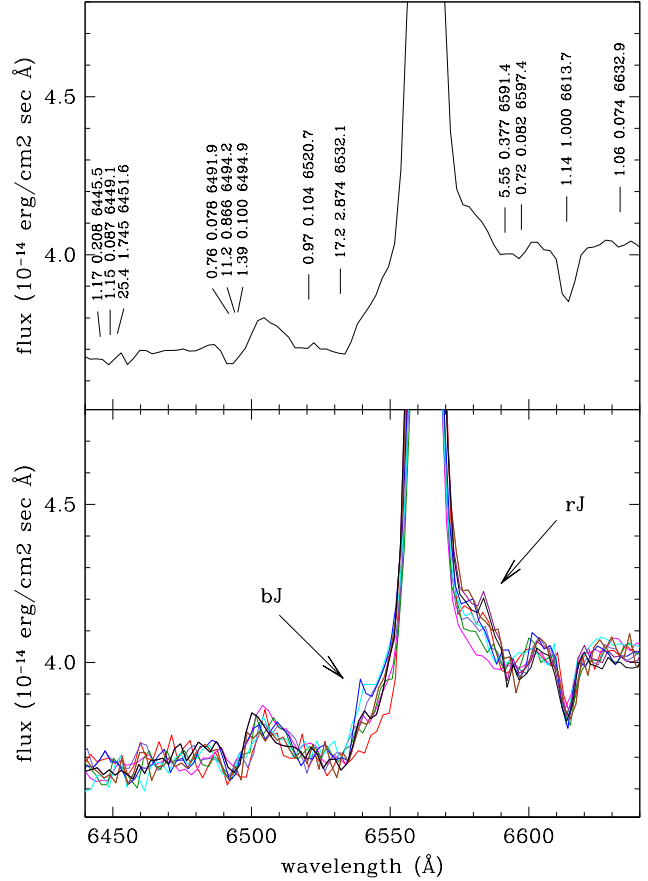 4.5
4.0
flux (10⁻¹⁴ erg/cm2 sec Å)
1.17 0.208 6445.5
1.15 0.087 6449.1
25.4 1.745 6451.6
0.76 0.078 6491.9
11.2 0.866 6494.2
1.39 0.100 6494.9
0.97 0.104 6520.7
17.2 2.874 6532.1
5.55 0.377 6591.4
0.72 0.082 6597.4
1.14 1.000 6613.7
1.06 0.074 6632.9
4.5
4.0
flux (10⁻¹⁴ erg/cm2 sec Å)
bJ
rJ
6450 6500 6550 6600
wavelength (Å)